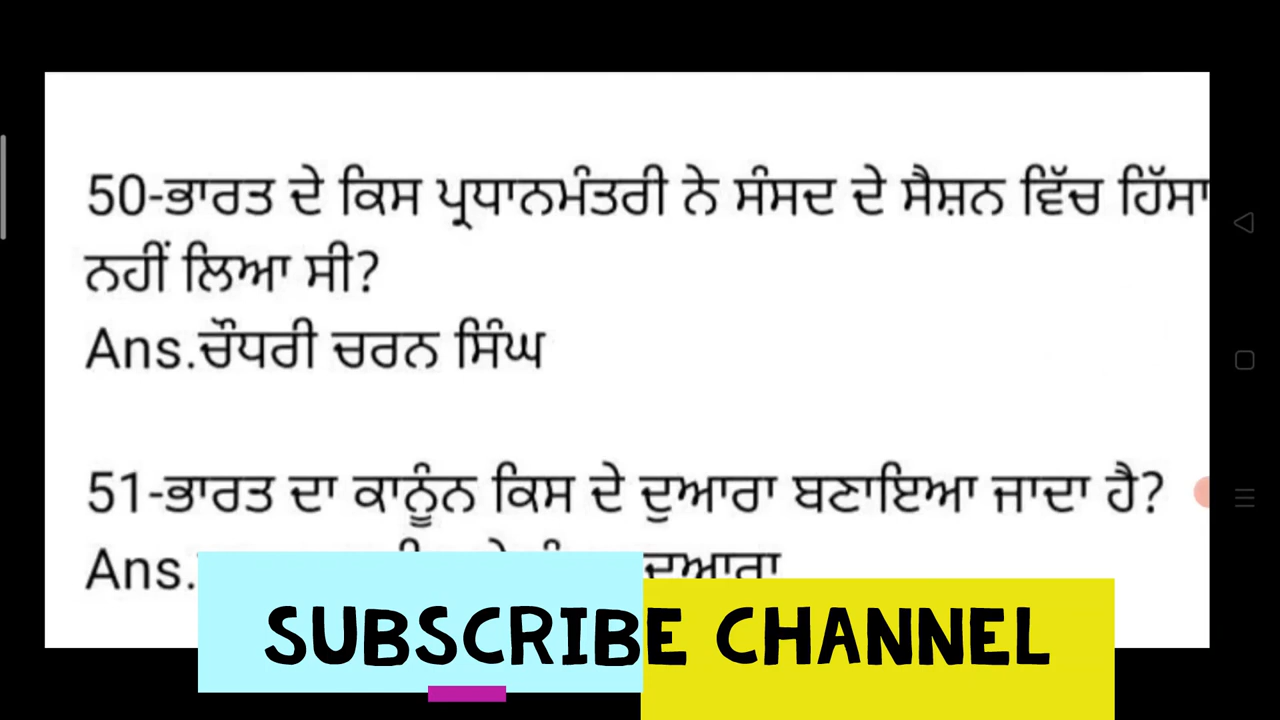 50-ਭਾਰਤ ਦੇ ਕਿਸ ਪ੍ਰਧਾਨਮੰਤਰੀ ਨੇ ਸੰਸਦ ਦੇ ਸੈਸ਼ਨ ਵਿੱਚ ਹਿੱਸਾ
ਨਹੀਂ ਲਿਆ ਸੀ?
Ans.ਚੌਧਰੀ ਚਰਨ ਸਿੰਘ
51-ਭਾਰਤ ਦਾ ਕਾਨੂੰਨ ਕਿਸ ਦੇ ਦੁਆਰਾ ਬਣਾਇਆ ਜਾਦਾ ਹੈ?
Ans.
SUBSCRIBE CHANNEL